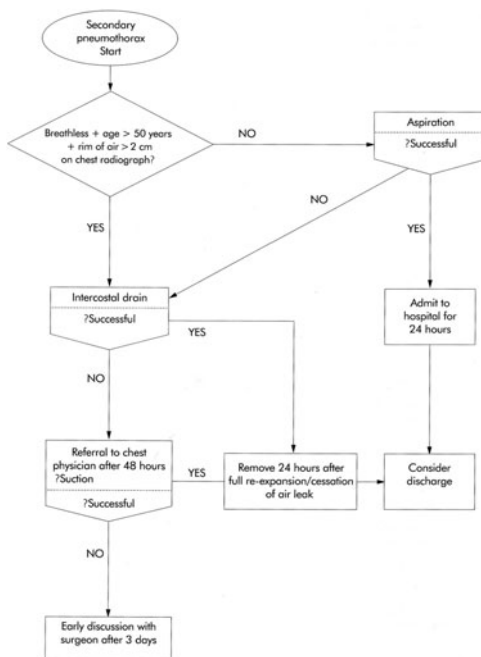 Secondary
pneumothorax
Start
Breathless + age > 50 years
+ rim of air > 2 cm
on chest radiograph?
NO
Aspiration
?Successful
YES
NO
YES
Intercostal drain
?Successful
YES
Admit to
hospital for
24 hours
NO
Referral to chest
physician after 48 hours
?Suction
?Successful
YES
Remove 24 hours after
full re-expansion/cessation
of air leak
Consider
discharge
NO
Early discussion with
surgeon after 3 days